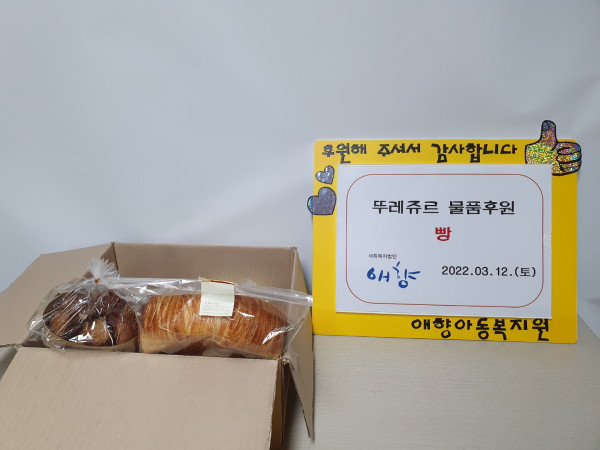 후원해 주셔서 감사합니다
뚜레쥬르 물품후원
빵
사회복지법인
애향
2022.03.12.(토)
애향아동복지원